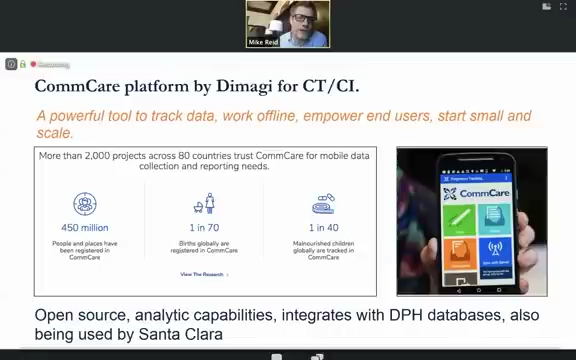 Mike Reid
Recording
CommCare platform by Dimagi for CT/CI.
A powerful tool to track data, work offline, empower end users, start small and
scale.
More than 2,000 projects across 80 countries trust CommCare for mobile data
collection and reporting needs.
450 million
People and places have
been registered in
CommCare
1 in 70
Births globally are
registered in CommCare
1 in 40
Malnourished children
globally are tracked in
CommCare
View The Research
CommCare
Open source, analytic capabilities, integrates with DPH databases, also
being used by Santa Clara